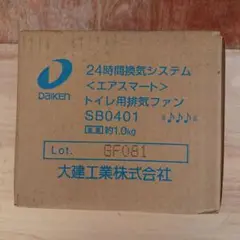 DAIKEN
24時間換気システム
<エアスマート>
トイレ用排気ファン
SB0401
質量約1.0kg
Lot. GF081
大建工業株式会社